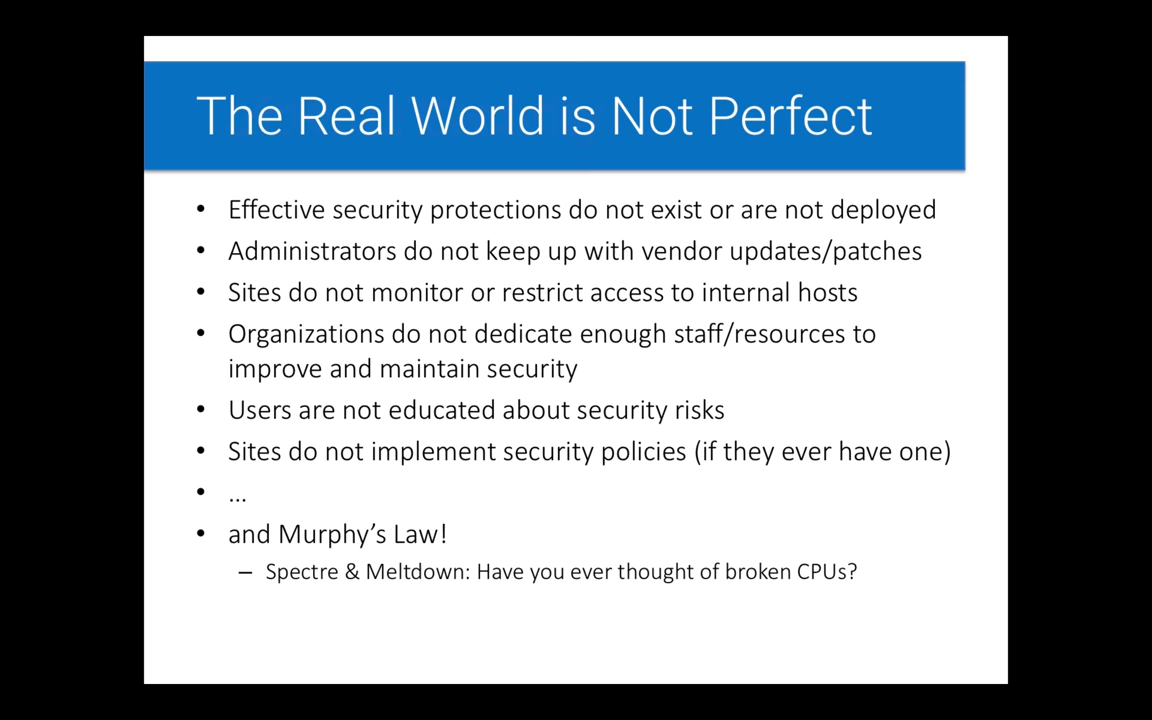 The Real World is Not Perfect
• Effective security protections do not exist or are not deployed
• Administrators do not keep up with vendor updates/patches
• Sites do not monitor or restrict access to internal hosts
• Organizations do not dedicate enough staff/resources to
improve and maintain security
• Users are not educated about security risks
• Sites do not implement security policies (if they ever have one)
• ...
• and Murphy’s Law!
– Spectre & Meltdown: Have you ever thought of broken CPUs?